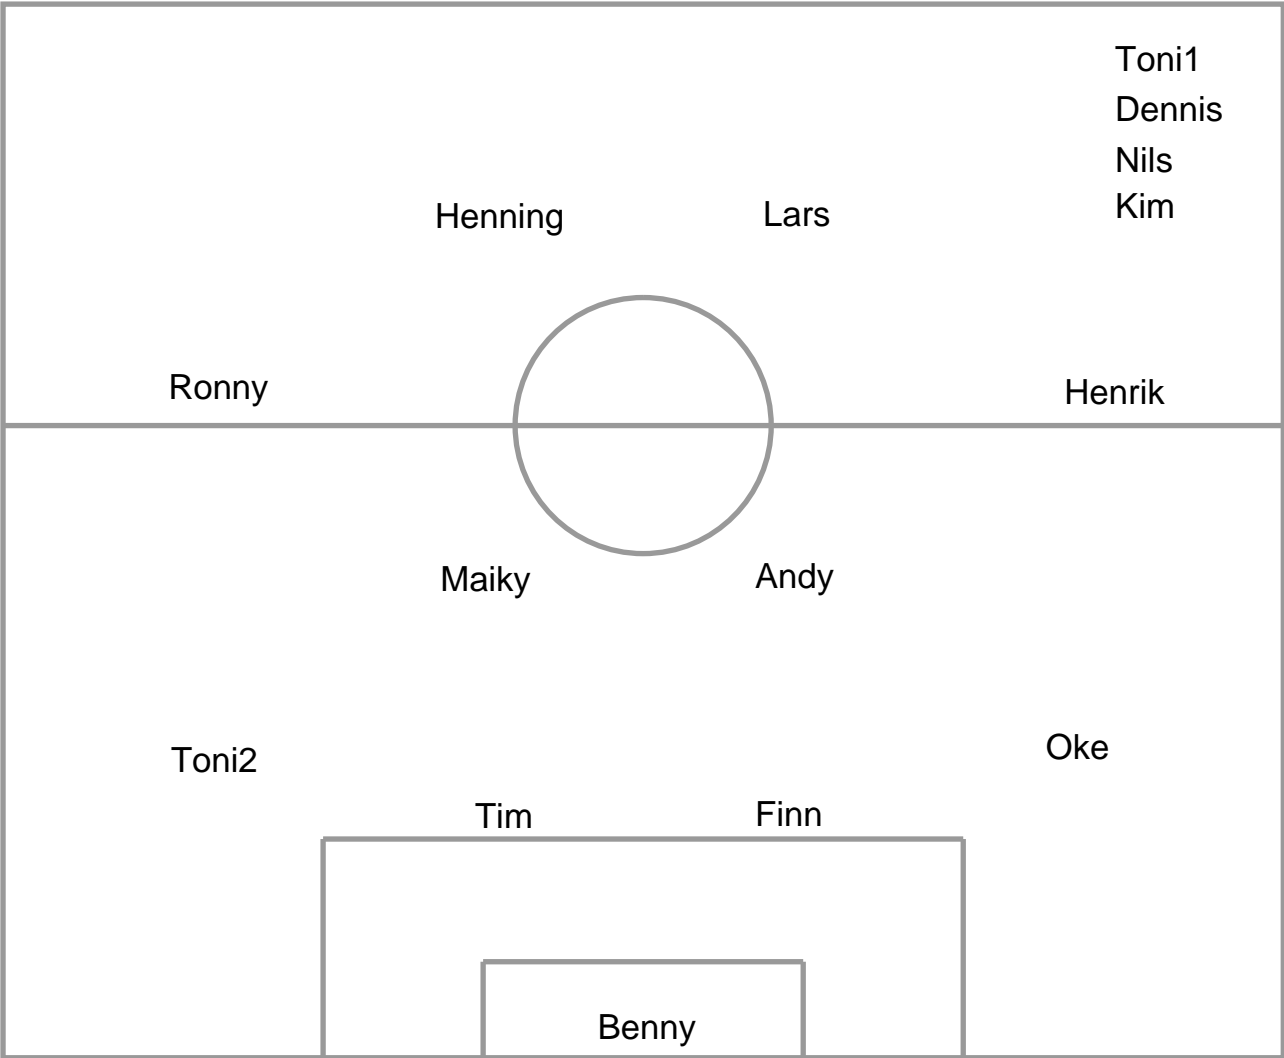 Toni1
Dennis
Nils
Kim
Henning Lars
Ronny Henrik
Maiky Andy
Toni2 Oke
Tim Finn
Benny